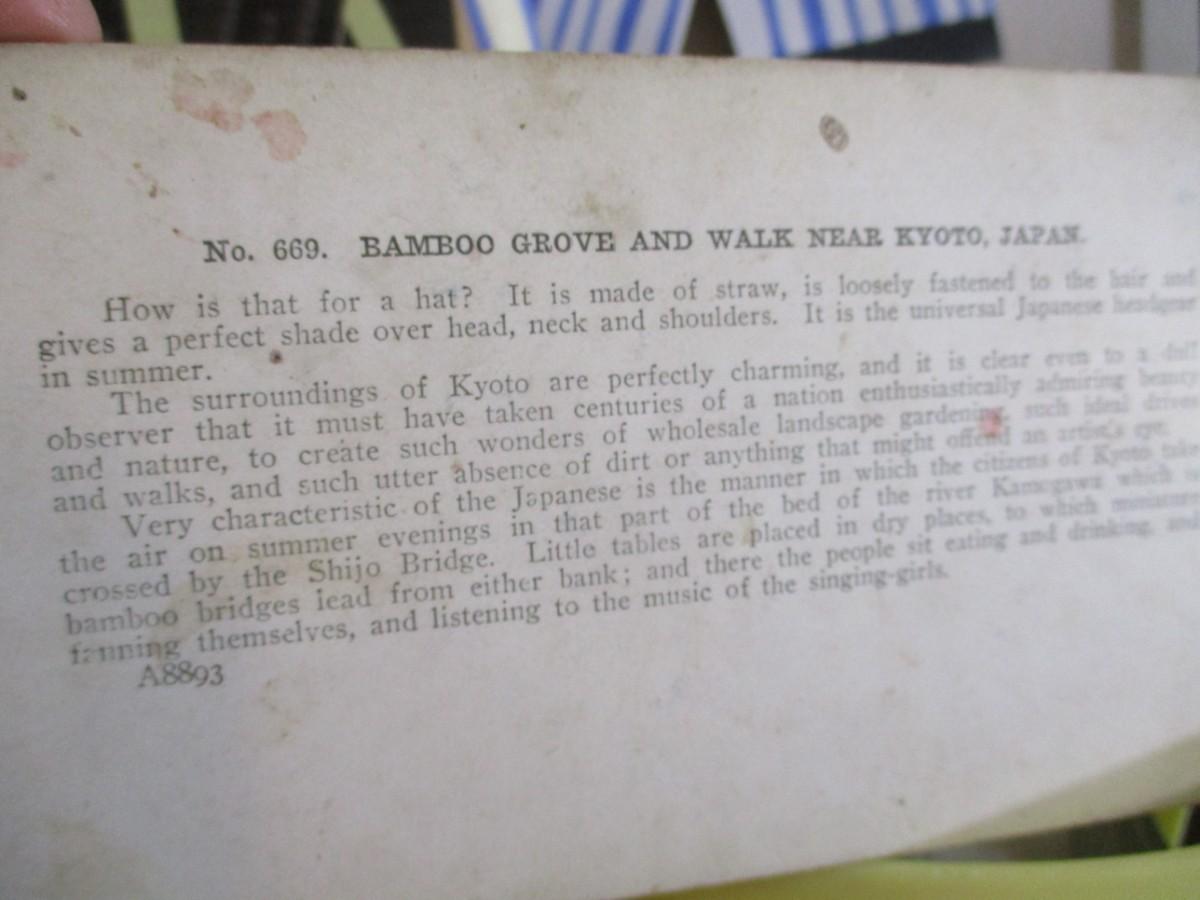 No. 669. BAMBOO GROVE AND WALK NEAR KYOTO, JAPAN.
How is that for a hat? It is made of straw, is loosely fastened to the hair and
gives a perfect shade over head, neck and shoulders. It is the universal Japanese headgear
in summer.
The surroundings of Kyoto are perfectly charming, and it is clear even to a dull
observer that it must have taken centuries of a nation enthusiastically admiring beauty
and nature, to create such wonders of wholesale landscape gardening, such ideal drives
and walks, and such utter absence of dirt or anything that might offend an artist's eye.
Very characteristic of the Japanese is the manner in which the citizens of Kyoto take
the air on summer evenings in that part of the bed of the river Kamogawa which is
crossed by the Shijo Bridge. Little tables are placed in dry places, to which miniature
bamboo bridges lead from either bank; and there the people sit eating and drinking, and
fanning themselves, and listening to the music of the singing-girls.
A8893